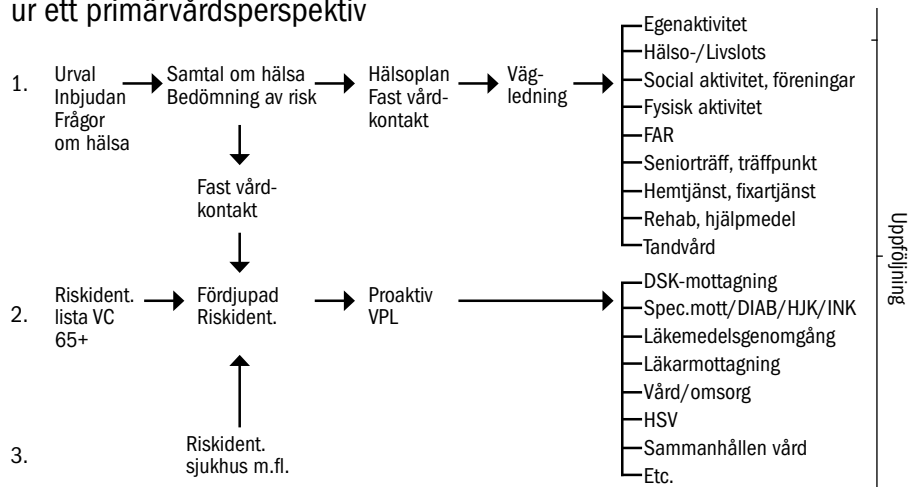 ur ett primärvårdsperspektiv
1.
Urval
Inbjudan
Frågor
om hälsa
Samtal om hälsa
Bedömning av risk
Hälsoplan
Fast vård-
kontakt
Väg-
ledning
Egenaktivitet
Hälso-/Livslots
Social aktivitet, föreningar
Fysisk aktivitet
FAR
Seniorträff, träffpunkt
Hemtjänst, fixartjänst
Rehab, hjälpmedel
Tandvård
Fast vård-
kontakt
2.
Riskident.
lista VC
65+
Fördjupad
Riskident.
Proaktiv
VPL
DSK-mottagning
Spec.mott/DIAB/HJK/INK
Läkemedelsgenomgång
Läkarmottagning
Vård/omsorg
HSV
Sammanhållen vård
Etc.
3.
Riskident.
sjukhus m.fl.
Uppföljning